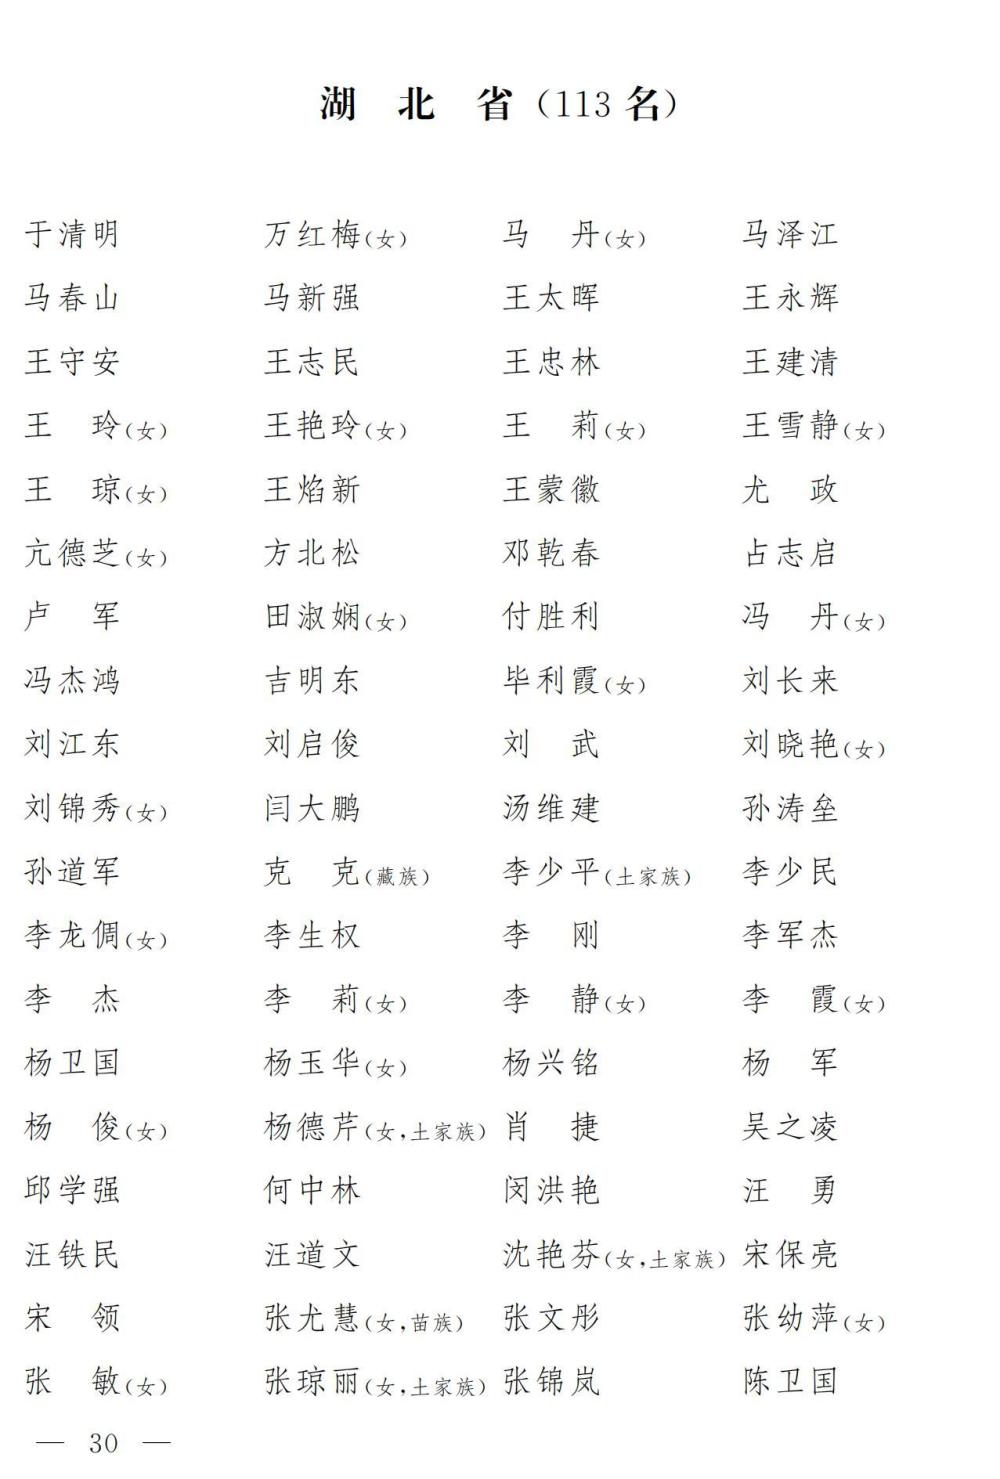 湖　北　省（113 名）
于清明　万红梅（女）　马　丹（女）　马泽江
马春山　马新强　王太晖　王永辉
王守安　王志民　王忠林　王建清
王　玲（女）　王艳玲（女）　王　莉（女）　王雪静（女）
王　琼（女）　王焰新　王蒙徽　尤　政
亢德芝（女）　方北松　邓乾春　占志启
卢　军　田淑娴（女）　付胜利　冯　丹（女）
冯杰鸿　吉明东　毕利霞（女）　刘长来
刘江东　刘启俊　刘　武　刘晓艳（女）
刘锦秀（女）　闫大鹏　汤维建　孙涛垒
孙道军　克　克（藏族）　李少平（土家族）　李少民
李龙倜（女）　李生权　李　刚　李军杰
李　杰　李　莉（女）　李　静（女）　李　霞（女）
杨卫国　杨玉华（女）　杨兴铭　杨　军
杨　俊（女）　杨德芹（女，土家族）　肖　捷　吴之凌
邱学强　何中林　闵洪艳　汪　勇
汪铁民　汪道文　沈艳芬（女，土家族）　宋保亮
宋　领　张尤慧（女，苗族）　张文彤　张幼萍（女）
张　敏（女）　张琼丽（女，土家族）　张锦岚　陈卫国
— 30 —